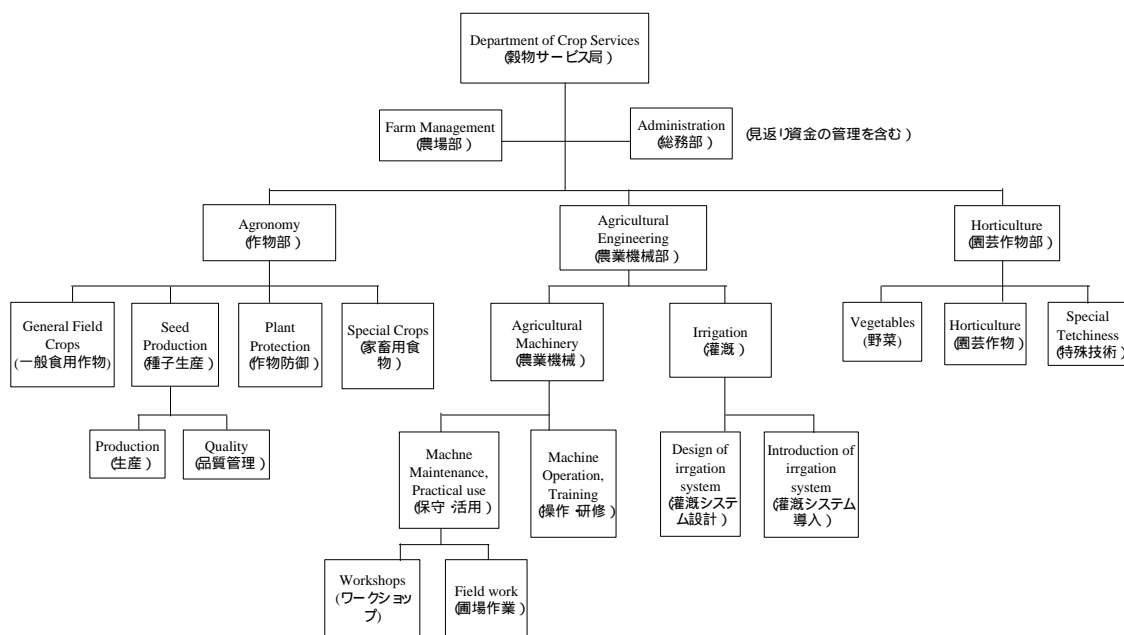 Department of Crop Services
(穀物サービス局)
Farm Management
(農場部)
Administration
(総務部)
(見返り資金の管理を含む)
Agronomy
(作物部)
Agricultural
Engineering
(農業機械部)
Horticulture
(園芸作物部)
General Field
Crops
(一般食用作物)
Seed
Production
(種子生産)
Plant
Protection
(作物防御)
Special Crops
(家畜用食
物)
Agricultural
Machinery
(農業機械)
Irrigation
(灌漑)
Vegetables
(野菜)
Horticulture
(園芸作物)
Special
Tetchiness
(特殊技術)
Production
(生産)
Quality
(品質管理)
Machne
Maintenance,
Practical use
(保守・活用)
Machine
Operation,
Training
(操作・研修)
Design of
irrgation
system
(灌漑システ
ム設計)
Introduction of
irrgation
system
(灌漑システム
導入)
Workshops
(ワークショッ
プ)
Field work
(圃場作業)